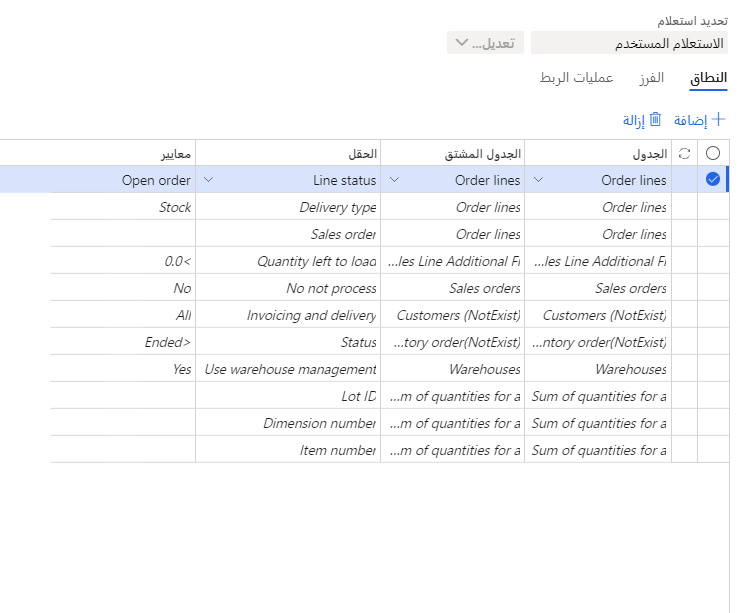 تحديد استعلام
الاستعلام المستخدم تعديل...
النطاق الفرز عمليات الربط
إضافة إزالة
الجدول الجدول المشتق الحقل معايير
Order lines Order lines Line status Open order
Order lines Order lines Delivery type Stock
Order lines Order lines Sales order
...les Line Additional Fi ...les Line Additional Fi Quantity left to load 0.0<
Sales orders Sales orders No not process No
Customers (NotExist) Customers (NotExist) Invoicing and delivery All
...ntory order(NotExist) ...tory order(NotExist) Status Ended>
Warehouses Warehouses Use warehouse management Yes
Sum of quantities for a ...m of quantities for a Lot ID
Sum of quantities for a ...m of quantities for a Dimension number
Sum of quantities for a ...m of quantities for a Item number